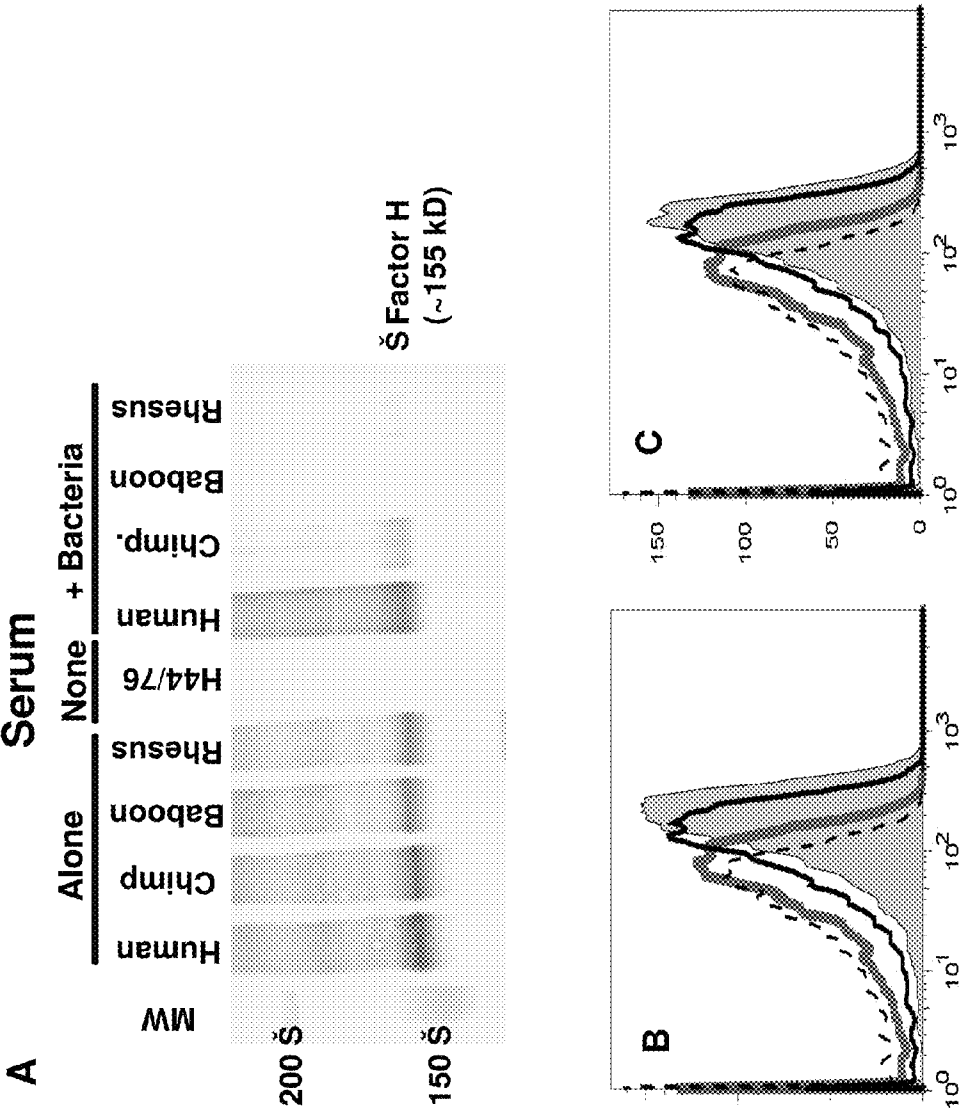 A
Serum
Alone
None
+ Bacteria
MW
Human
Chimp
Baboon
Rhesus
H44/76
Human
Chimp.
Baboon
Rhesus
200 Š
150 Š
Š Factor H
(~155 kD)
B
10⁰
10¹
10²
10³
C
150
100
50
0
10⁰
10¹
10²
10³